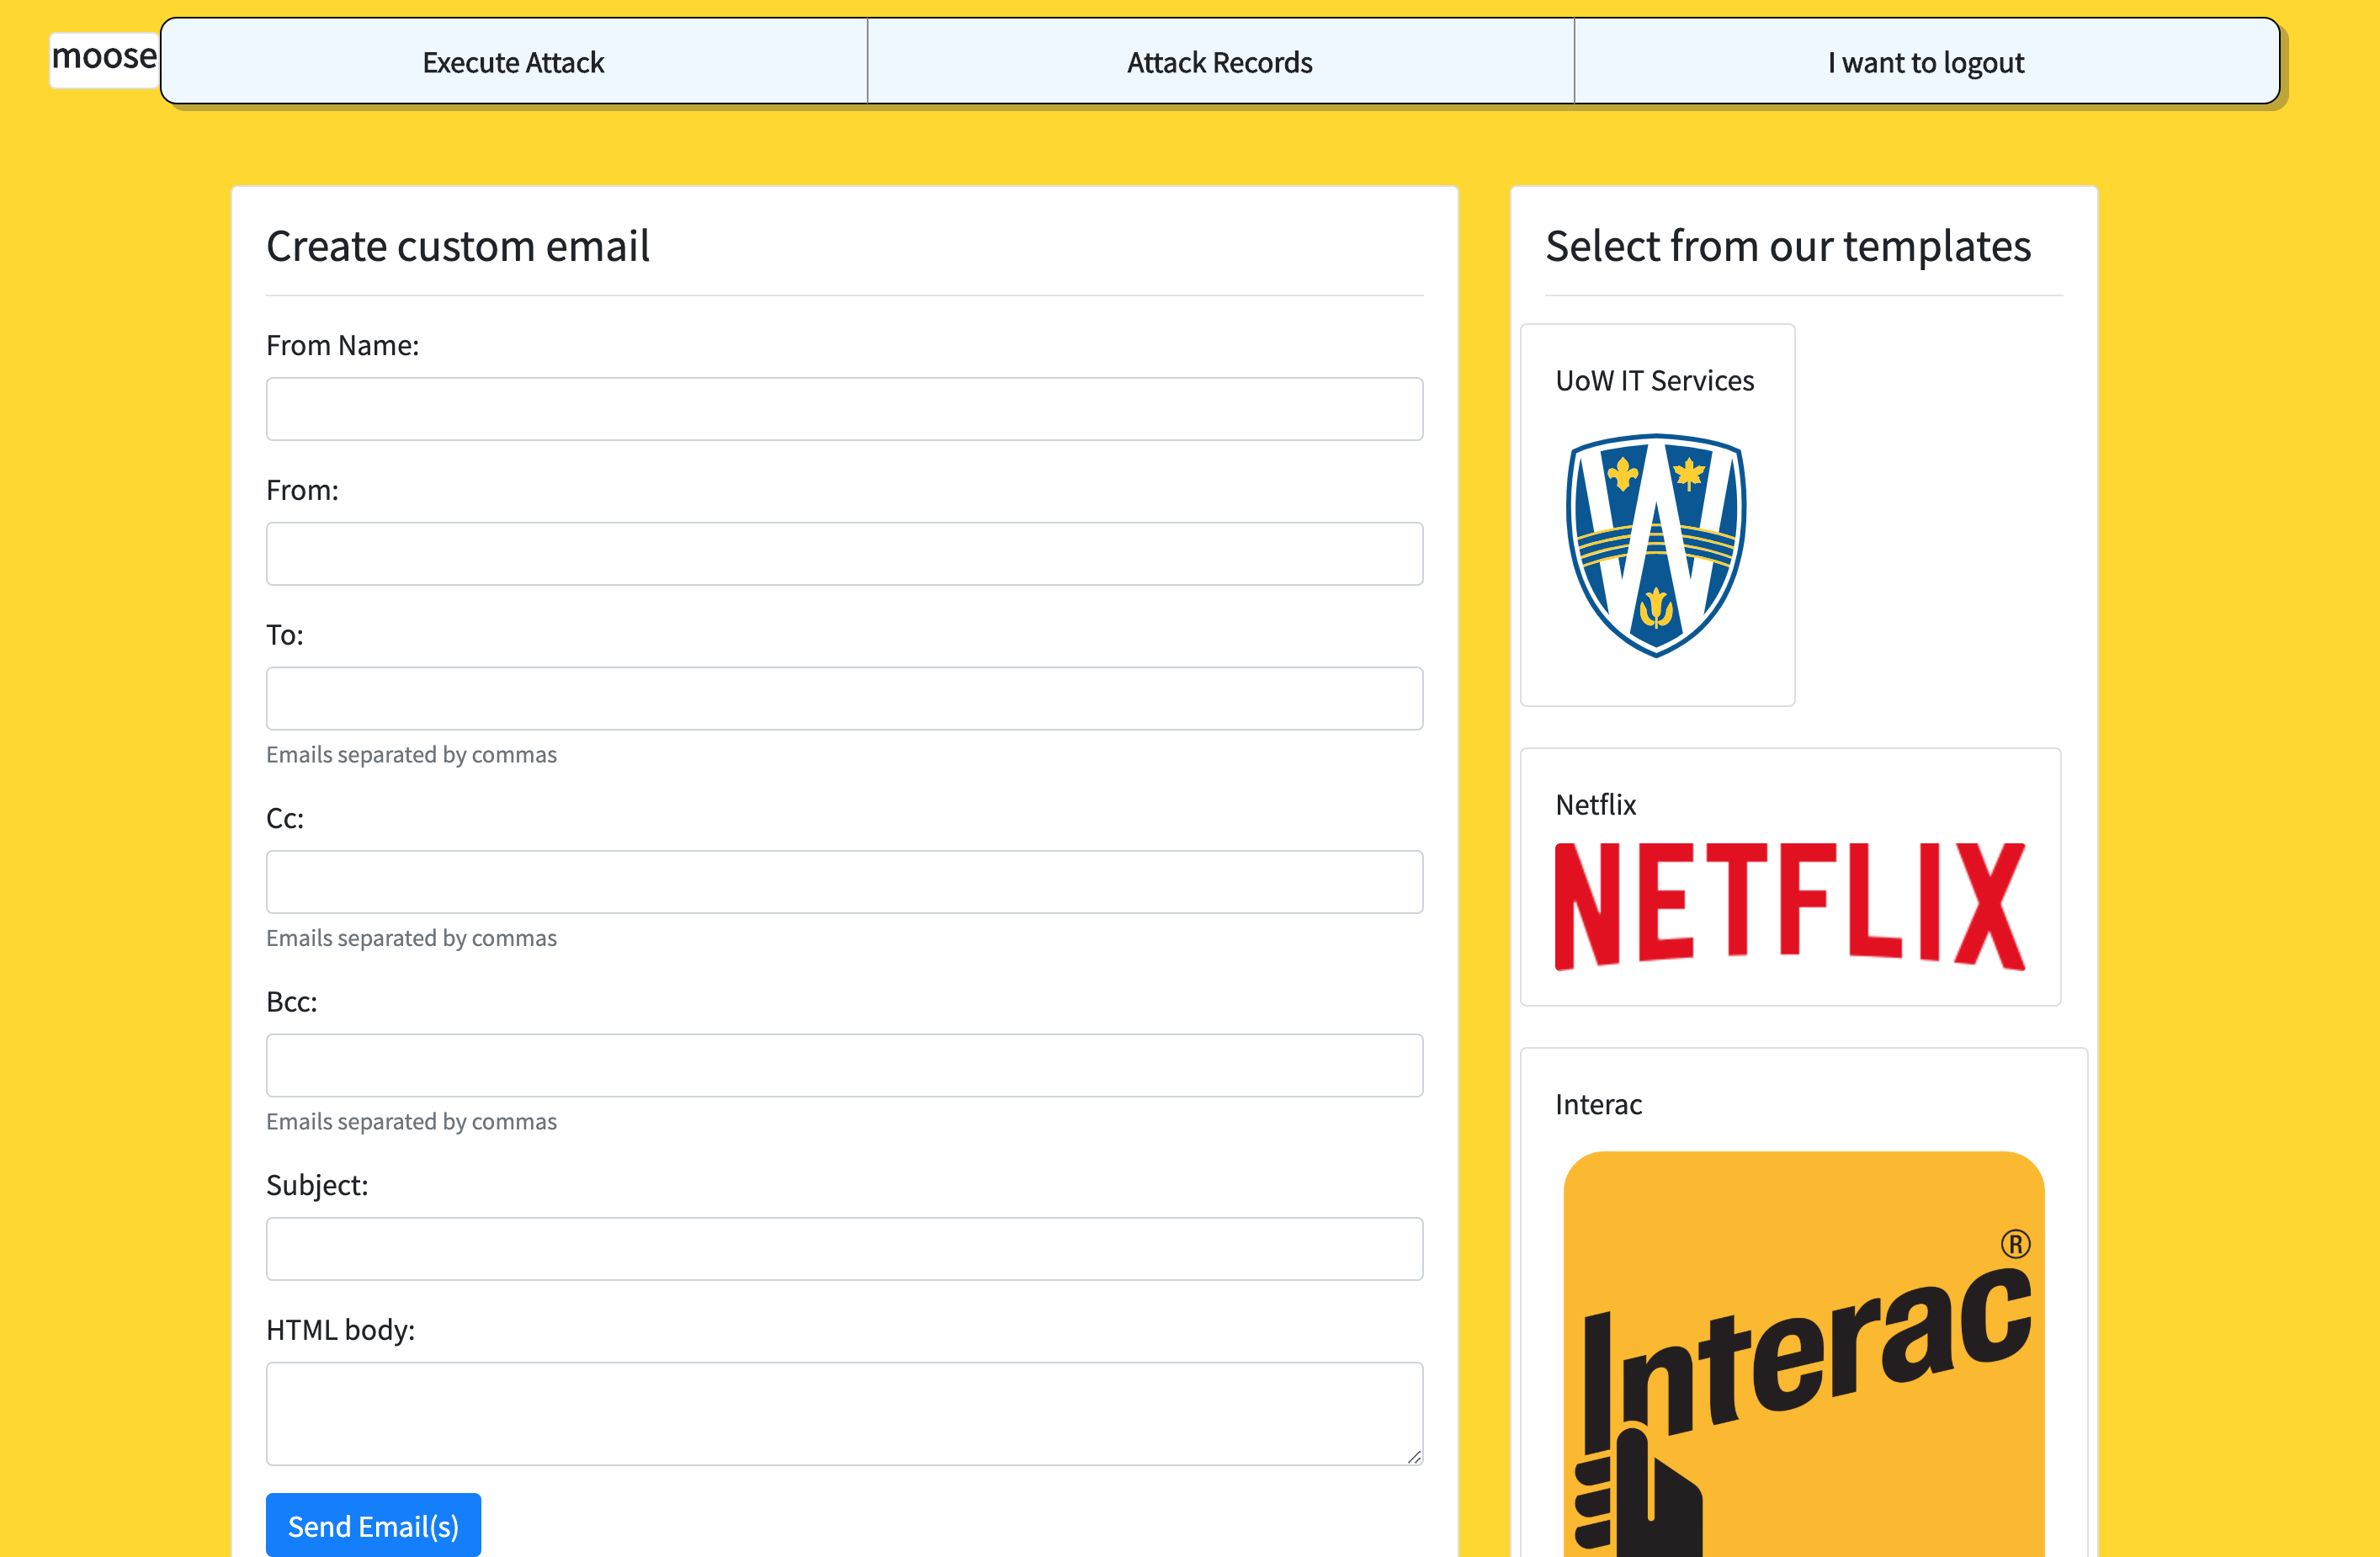 moose
Execute Attack
Attack Records
I want to logout
Create custom email
From Name:
From:
To:
Emails separated by commas
Cc:
Emails separated by commas
Bcc:
Emails separated by commas
Subject:
HTML body:
Send Email(s)
Select from our templates
UoW IT Services
W
Netflix
NETFLIX
Interac
Interac®